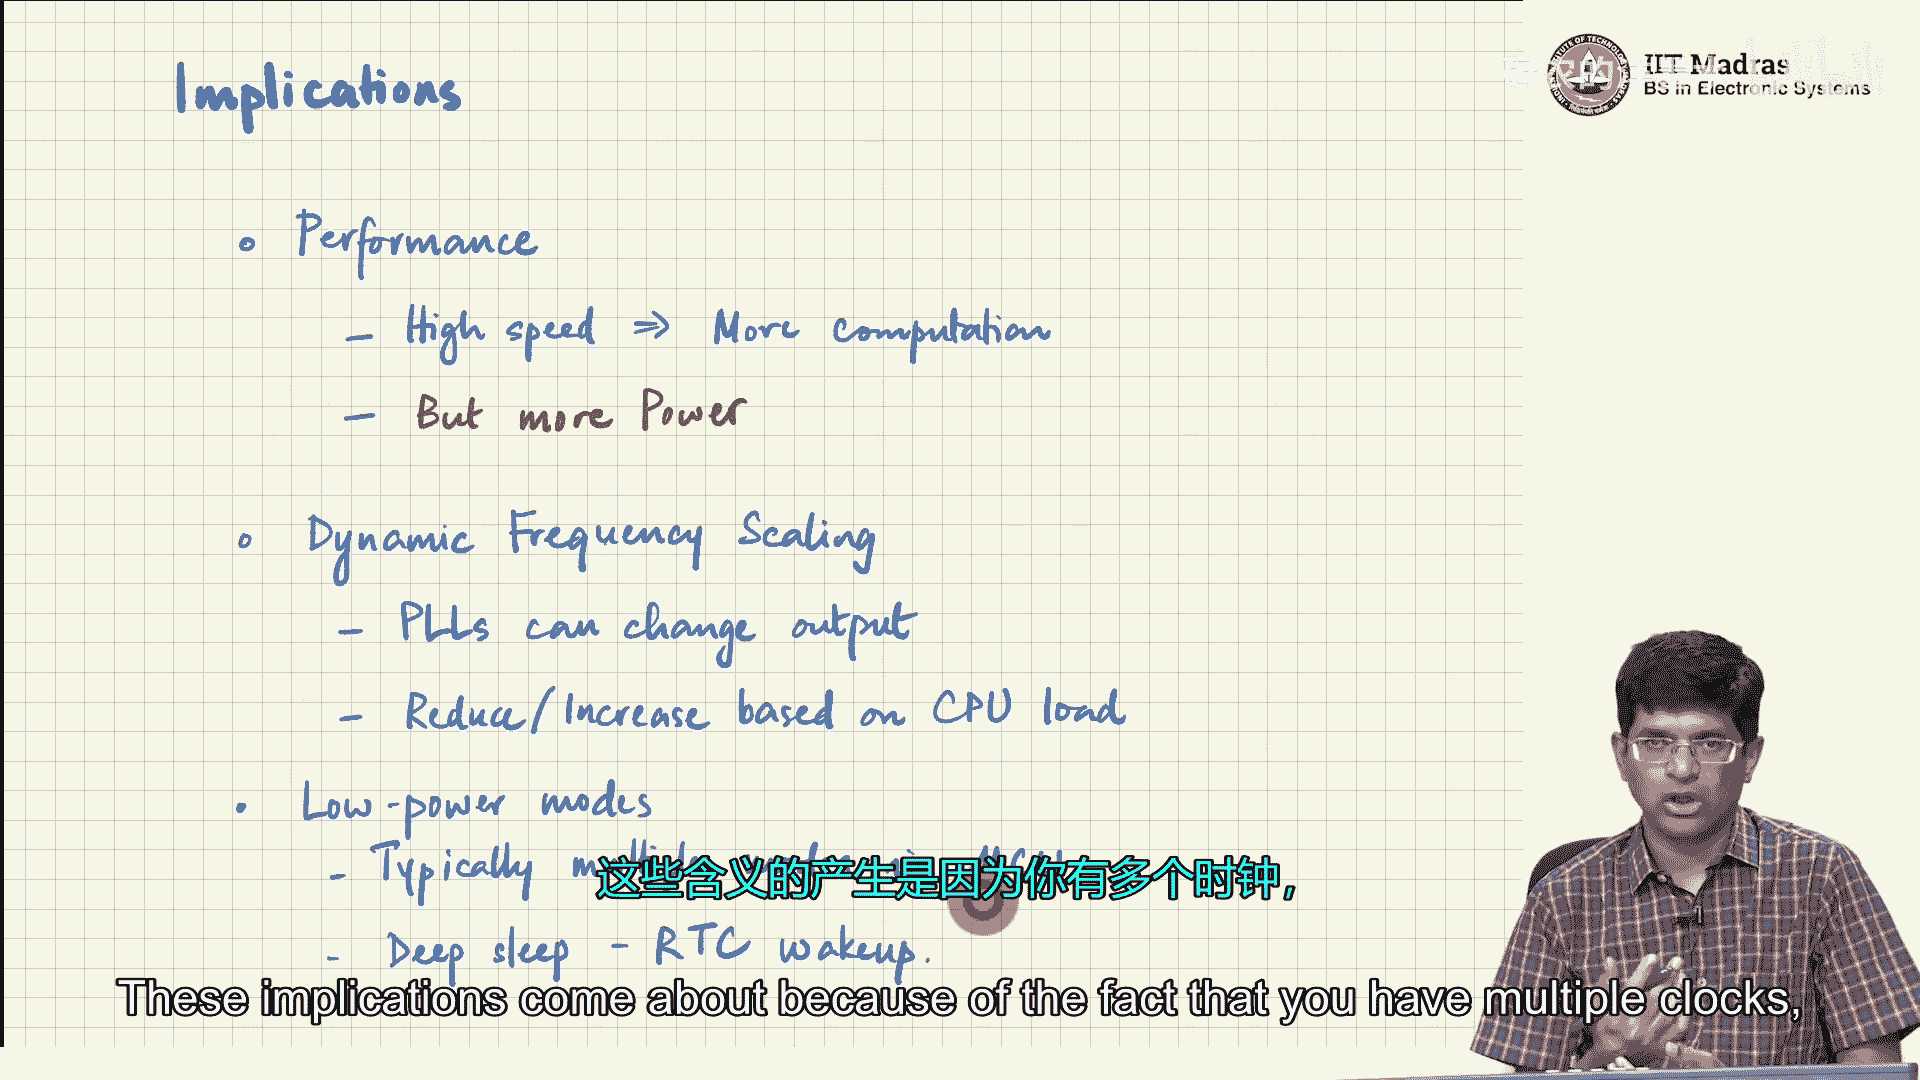 Implications
IIT Madras
BS in Electronic Systems
Performance
- High speed ⇒ More computation
- But more Power
Dynamic Frequency Scaling
- PLLs can change output
- Reduce/Increase based on CPU load
Low-power modes
- Typically
这些含义的产生是因为你有多个时钟，
- Deep sleep - RTC wakeup.
These implications come about because of the fact that you have multiple clocks,